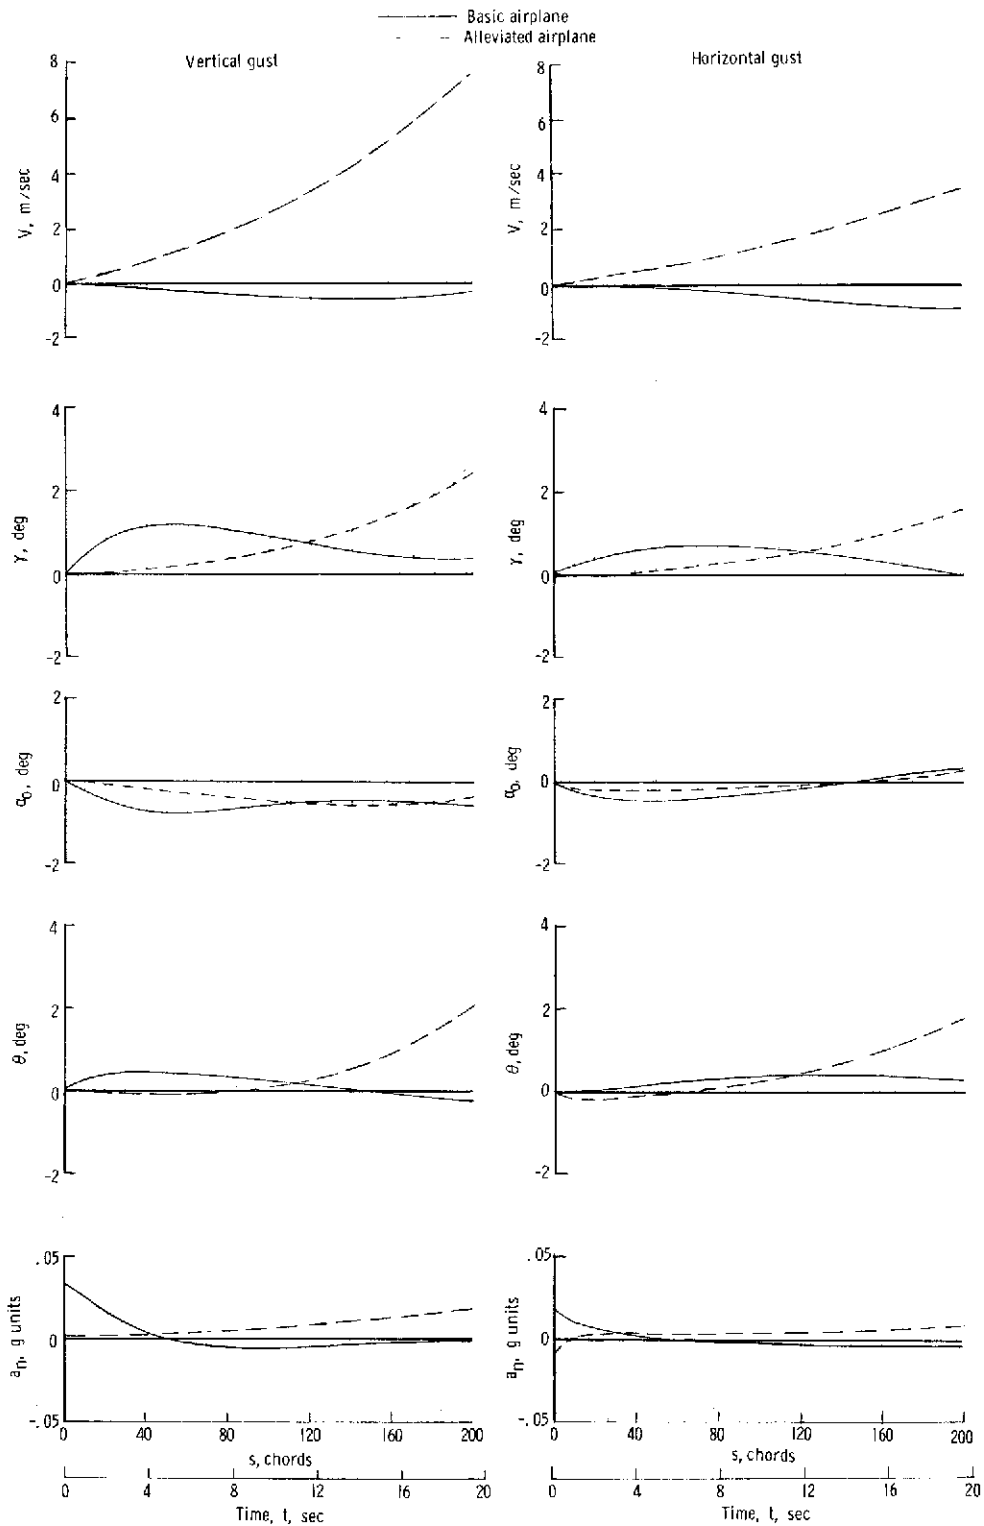 Basic airplane
Alleviated airplane
Vertical gust
Horizontal gust
8
6
4
2
0
-2
V, m/sec
8
6
4
2
0
-2
V, m/sec
4
2
0
-2
γ, deg
4
2
0
-2
γ, deg
2
0
-2
α₀, deg
2
0
-2
α₀, deg
4
2
0
-2
θ, deg
4
2
0
-2
θ, deg
.05
0
-.05
aₙ, g units
.05
0
-.05
aₙ, g units
0 40 80 120 160 200
s, chords
0 4 8 12 16 20
Time, t, sec
0 40 80 120 160 200
s, chords
0 4 8 12 16 20
Time, t, sec